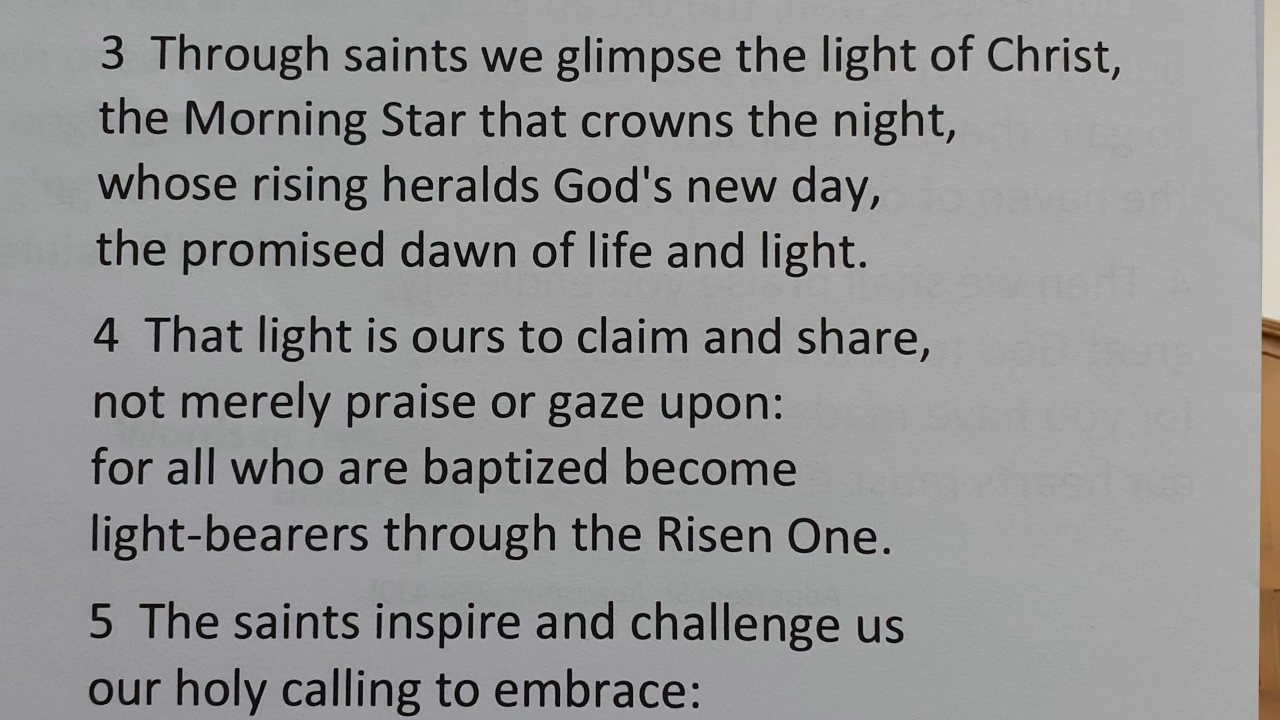 3 Through saints we glimpse the light of Christ,
the Morning Star that crowns the night,
whose rising heralds God's new day,
the promised dawn of life and light.
4 That light is ours to claim and share,
not merely praise or gaze upon:
for all who are baptized become
light-bearers through the Risen One.
5 The saints inspire and challenge us
our holy calling to embrace: